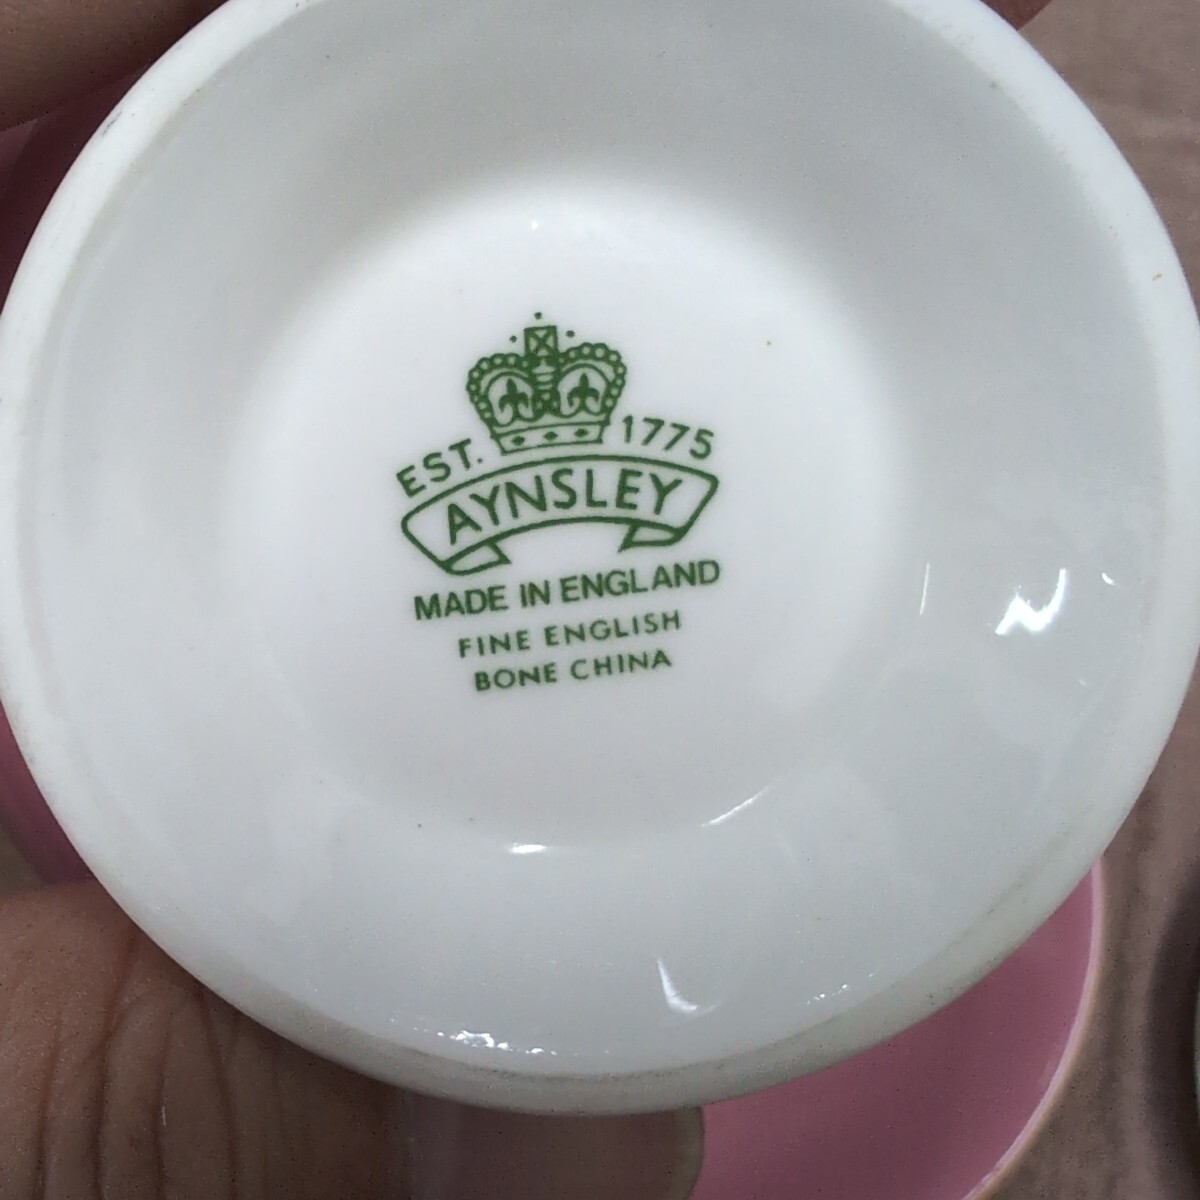 EST. 1775
AYNSLEY
MADE IN ENGLAND
FINE ENGLISH
BONE CHINA